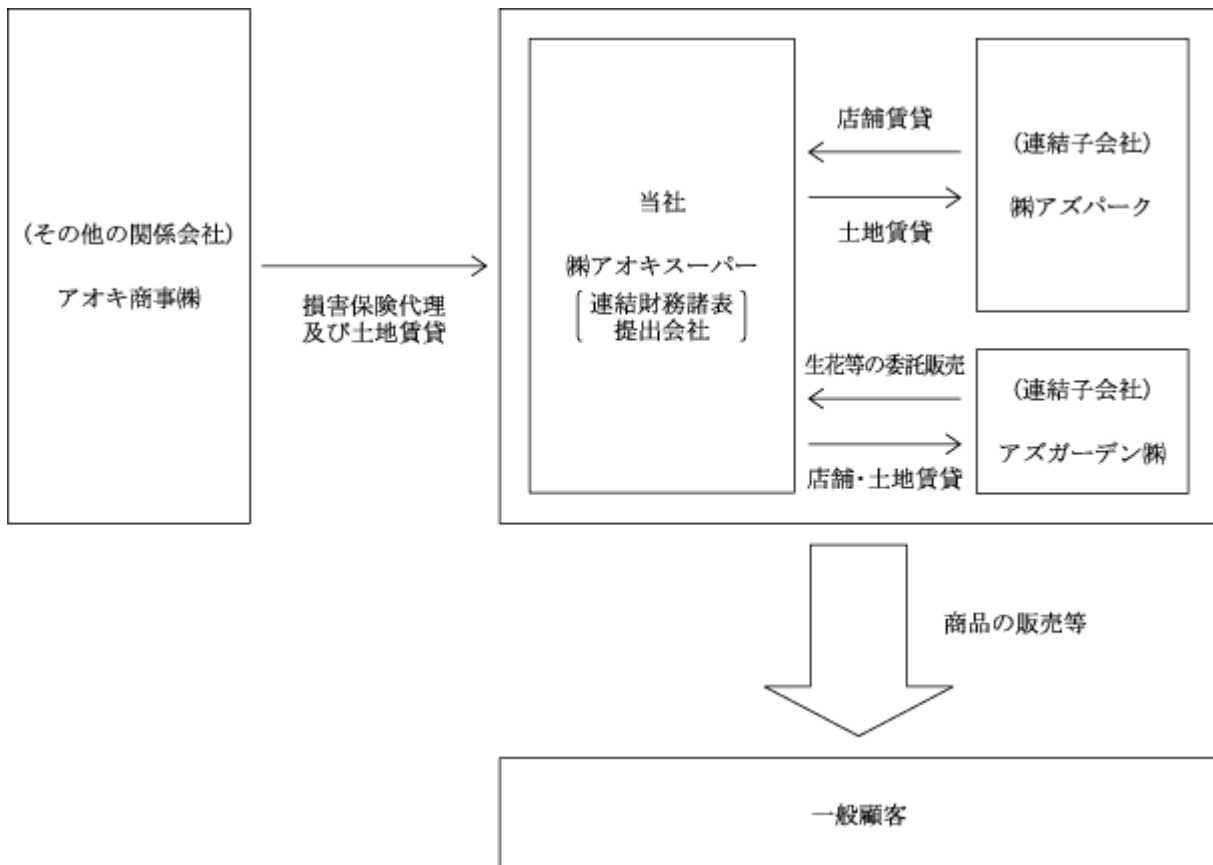 (その他の関係会社)
アオキ商事㈱
損害保険代理
及び土地賃貸
当社
㈱アオキスーパー
連結財務諸表
提出会社
店舗賃貸
土地賃貸
(連結子会社)
㈱アズパーク
生花等の委託販売
店舗・土地賃貸
(連結子会社)
アズガーデン㈱
商品の販売等
一般顧客